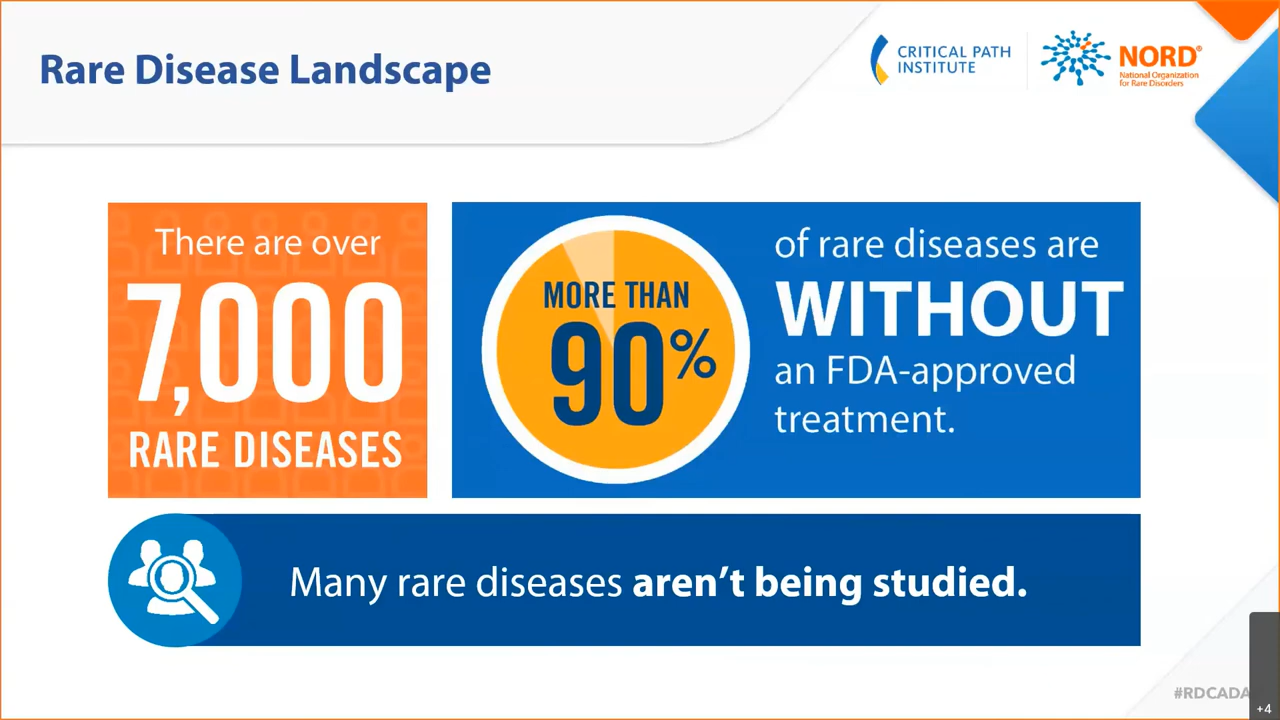 Rare Disease Landscape
CRITICAL PATH
INSTITUTE
NORD®
National Organization
for Rare Disorders
There are over
7,000
RARE DISEASES
MORE THAN
90%
of rare diseases are
WITHOUT
an FDA-approved
treatment.
Many rare diseases aren’t being studied.
#RDCADA
+4